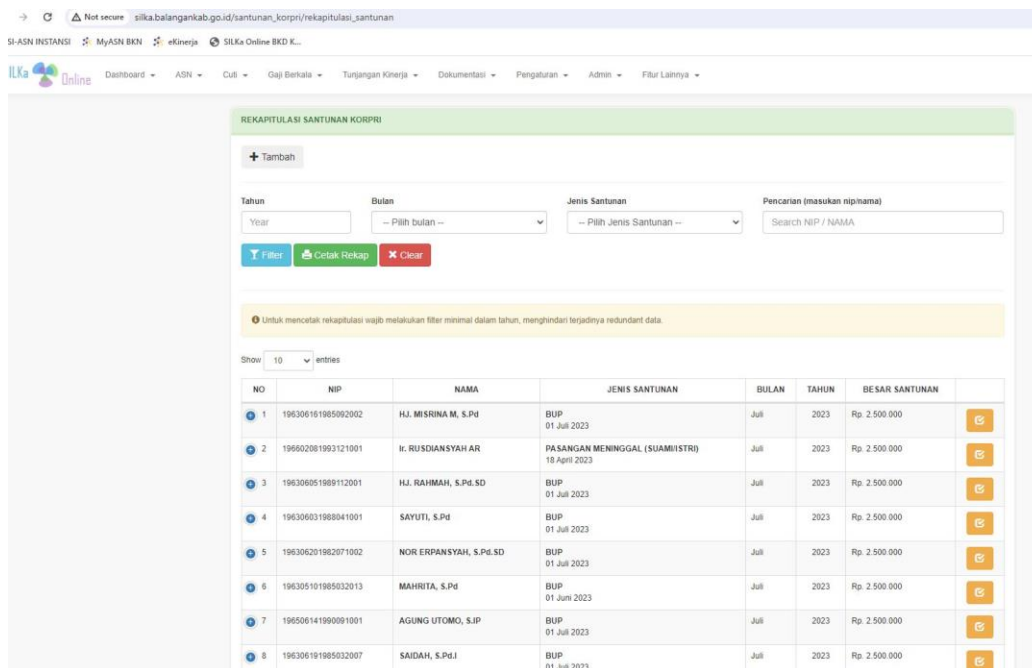 Not secure silka.balangankab.go.id/santunan_korpri/rekapitulasi_santunan
SI-ASN INSTANSI MyASN BKN eKinerja SILKa Online BKD K...
ILKa Online Dashboard ASN Cuti Gaji Berkala Tunjangan Kinerja Dokumentasi Pengaturan Admin Fitur Lainnya
REKAPITULASI SANTUNAN KORPRI
+ Tambah
Tahun Bulan Jenis Santunan Pencarian (masukan nip/nama)
Year -- Pilih bulan -- -- Pilih Jenis Santunan -- Search NIP / NAMA
Filter Cetak Rekap Clear
Untuk mencetak rekapitulasi wajib melakukan filter minimal dalam tahun, menghindari terjadinya redundant data.
Show 10 entries
NO NIP NAMA JENIS SANTUNAN BULAN TAHUN BESAR SANTUNAN
1 196306161985092002 HJ. MISRINA M, S.Pd BUP Juli 2023 Rp. 2.500.000
01 Juli 2023
2 196602081993121001 Ir. RUSDIANSYAH AR PASANGAN MENINGGAL (SUAMI/ISTRI) Juli 2023 Rp. 2.500.000
18 April 2023
3 196306051989112001 HJ. RAHMAH, S.Pd.SD BUP Juli 2023 Rp. 2.500.000
01 Juli 2023
4 196306031988041001 SAYUTI, S.Pd BUP Juli 2023 Rp. 2.500.000
01 Juli 2023
5 196306201982071002 NOR ERPANSYAH, S.Pd.SD BUP Juli 2023 Rp. 2.500.000
01 Juli 2023
6 196305101985032013 MAHRITA, S.Pd BUP Juli 2023 Rp. 2.500.000
01 Juni 2023
7 196506141990091001 AGUNG UTOMO, S.IP BUP Juli 2023 Rp. 2.500.000
01 Juli 2023
8 196306191985032007 SAIDAH, S.Pd.I BUP Juli 2023 Rp. 2.500.000
01 Juli 2023